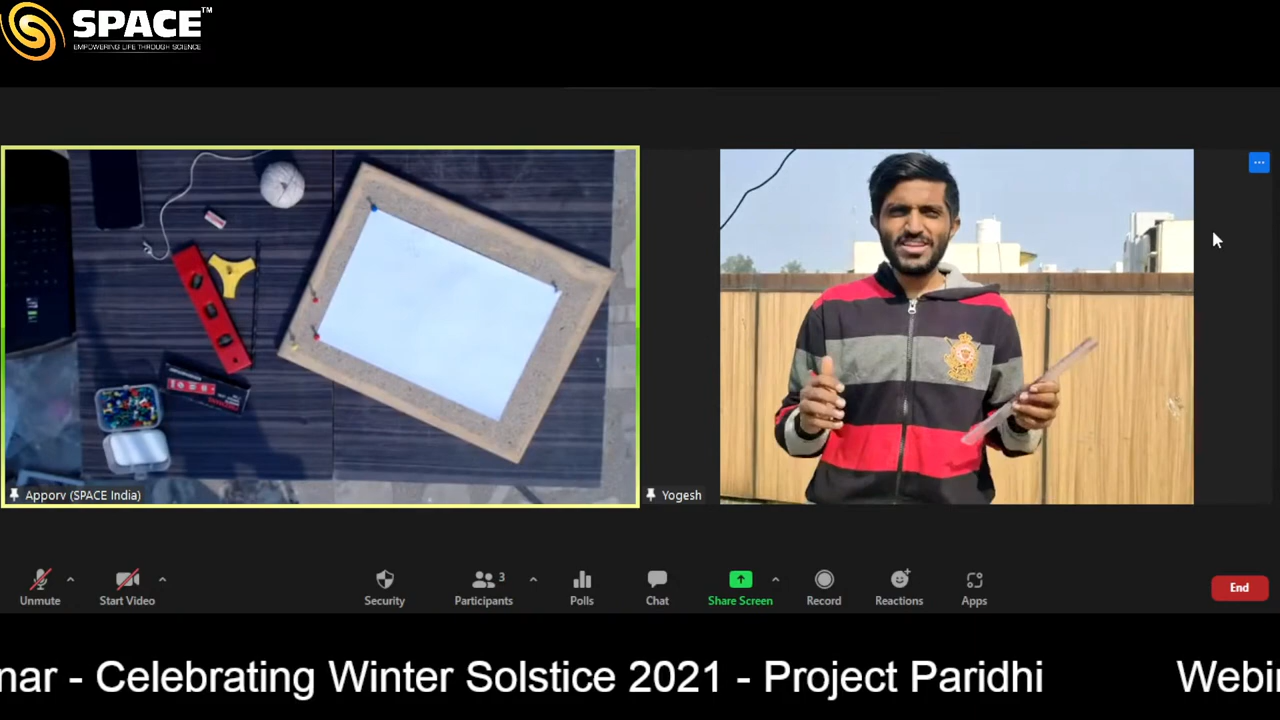 SPACE™
EMPOWERING LIFE THROUGH SCIENCE
Apporv (SPACE India)
Yogesh
Unmute
Start Video
Security
Participants
3
Polls
Chat
Share Screen
Record
Reactions
Apps
End
nar - Celebrating Winter Solstice 2021 - Project Paridhi
Webi